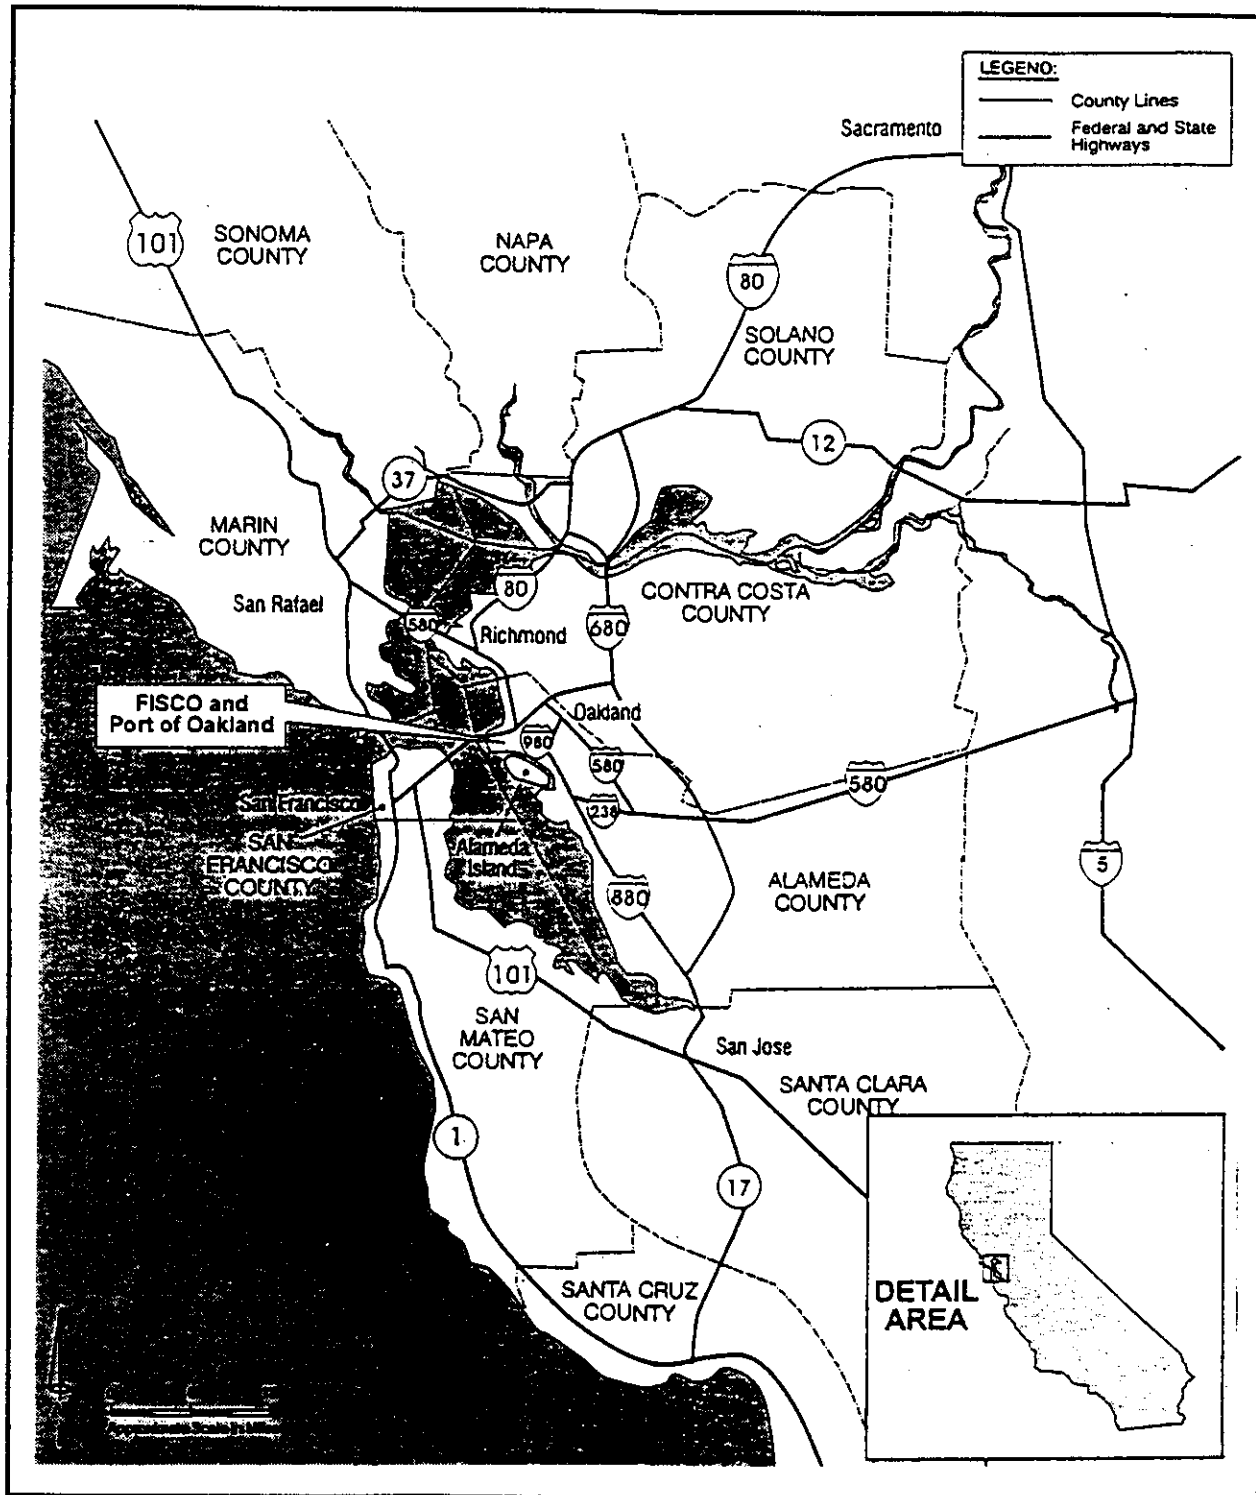 LEGEND:
County Lines
Federal and State
Highways
Sacramento
101
SONOMA
COUNTY
NAPA
COUNTY
80
SOLANO
COUNTY
12
37
MARIN
COUNTY
San Rafael
580
80
Richmond
680
CONTRA COSTA
COUNTY
FISCO and
Port of Oakland
Oakland
980
580
238
580
San Francisco
SAN
FRANCISCO
COUNTY
Alameda
Island
880
ALAMEDA
COUNTY
5
101
SAN
MATEO
COUNTY
San Jose
SANTA CLARA
COUNTY
1
17
SANTA CRUZ
COUNTY
DETAIL
AREA